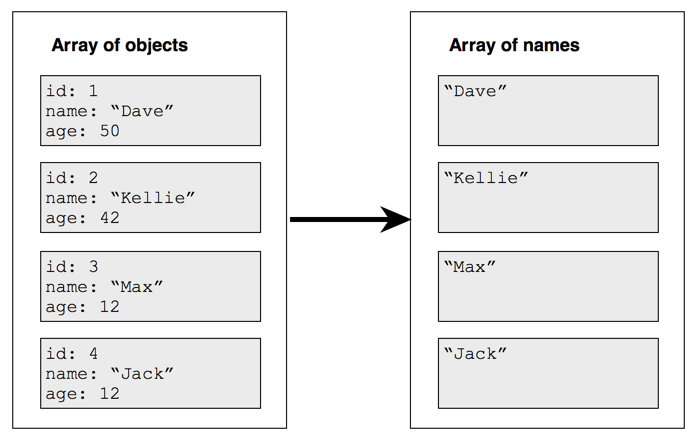 Array of objects
id: 1
name: “Dave”
age: 50
id: 2
name: “Kellie”
age: 42
id: 3
name: “Max”
age: 12
id: 4
name: “Jack”
age: 12
Array of names
“Dave”
“Kellie”
“Max”
“Jack”